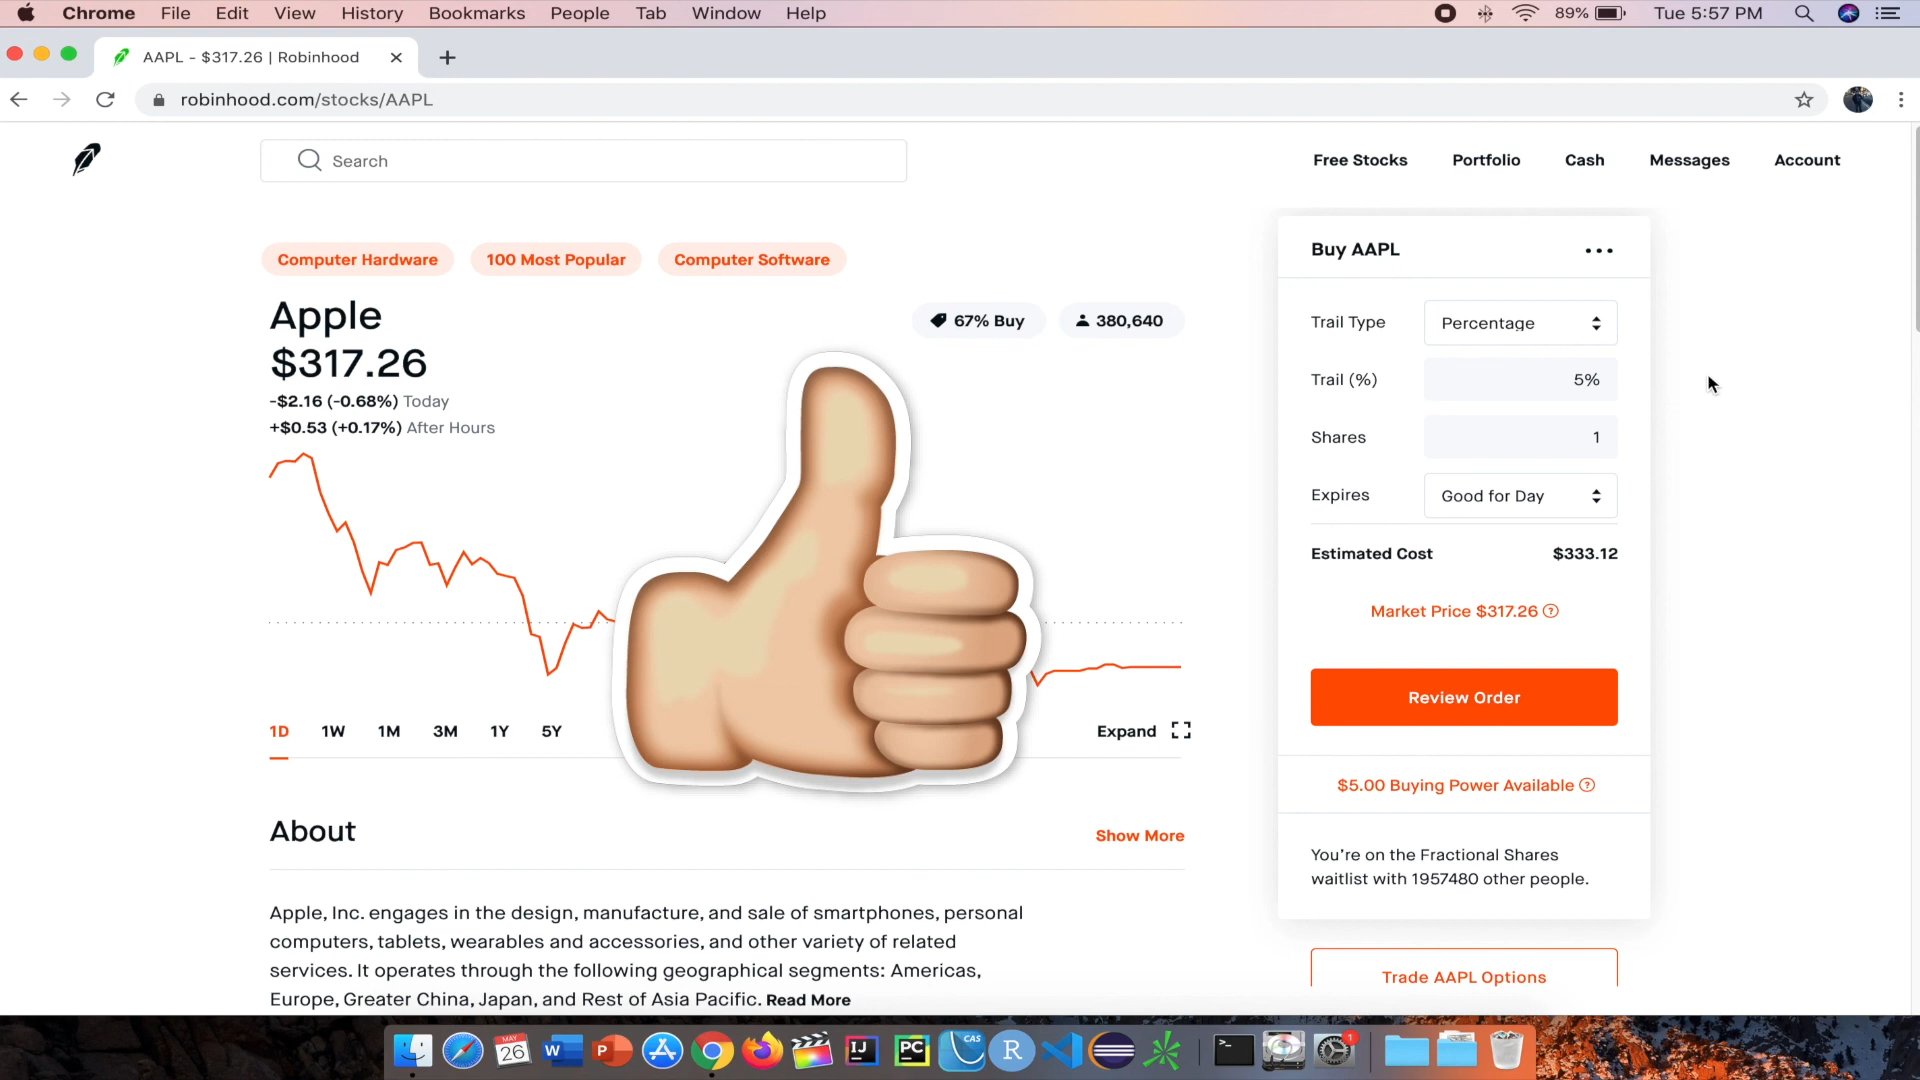 Chrome File Edit View History Bookmarks People Tab Window Help
89% Tue 5:57 PM
AAPL - $317.26 | Robinhood
robinhood.com/stocks/AAPL
Search
Free Stocks Portfolio Cash Messages Account
Computer Hardware 100 Most Popular Computer Software
Apple
$317.26
67% Buy 380,640
-$2.16 (-0.68%) Today
+$0.53 (+0.17%) After Hours
1D 1W 1M 3M 1Y 5Y
Expand
About
Show More
Apple, Inc. engages in the design, manufacture, and sale of smartphones, personal
computers, tablets, wearables and accessories, and other variety of related
services. It operates through the following geographical segments: Americas,
Europe, Greater China, Japan, and Rest of Asia Pacific. Read More
Buy AAPL
Trail Type Percentage
Trail (%) 5%
Shares 1
Expires Good for Day
Estimated Cost $333.12
Market Price $317.26 ?
Review Order
$5.00 Buying Power Available ?
You're on the Fractional Shares
waitlist with 1957480 other people.
Trade AAPL Options
MAY
26
W
P
IJ
PC
CAS
R
>_
1